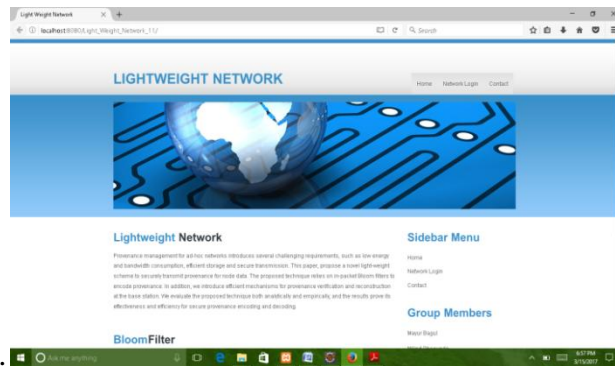 Light Weight Network
localhost:8080/Light_Weight_Network_11/
Search
LIGHTWEIGHT NETWORK
Home Network Login Contact
Lightweight Network
Provenance management for ad-hoc networks introduces several challenging requirements, such as low energy
and bandwidth consumption, efficient storage and secure transmission. This paper, propose a novel light-weight
scheme to securely transmit provenance for node data. The proposed technique relies on in-packet Bloom filters to
encode provenance. In addition, we introduce efficient mechanisms for provenance verification and reconstruction
at the base station. We evaluate the proposed technique both analytically and empirically, and the results prove its
effectiveness and efficiency for secure provenance encoding and decoding.
BloomFilter
Sidebar Menu
Home
Network Login
Contact
Group Members
Mayur Bagul
Ask me anything
6:57 PM
3/15/2017